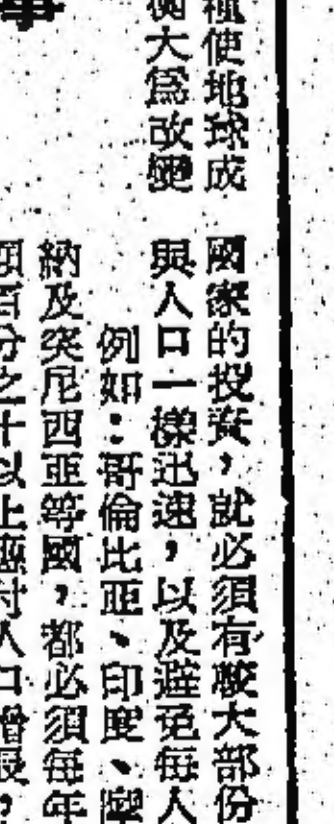 種使地球成
衡大爲改變
國家的投資，就必須有較大部份
與人口一樣迅速，以及避免每人
例如：哥倫比亞、印度、
納及突尼西亞等國，都必須每年
百分之十以上應付人口增長，